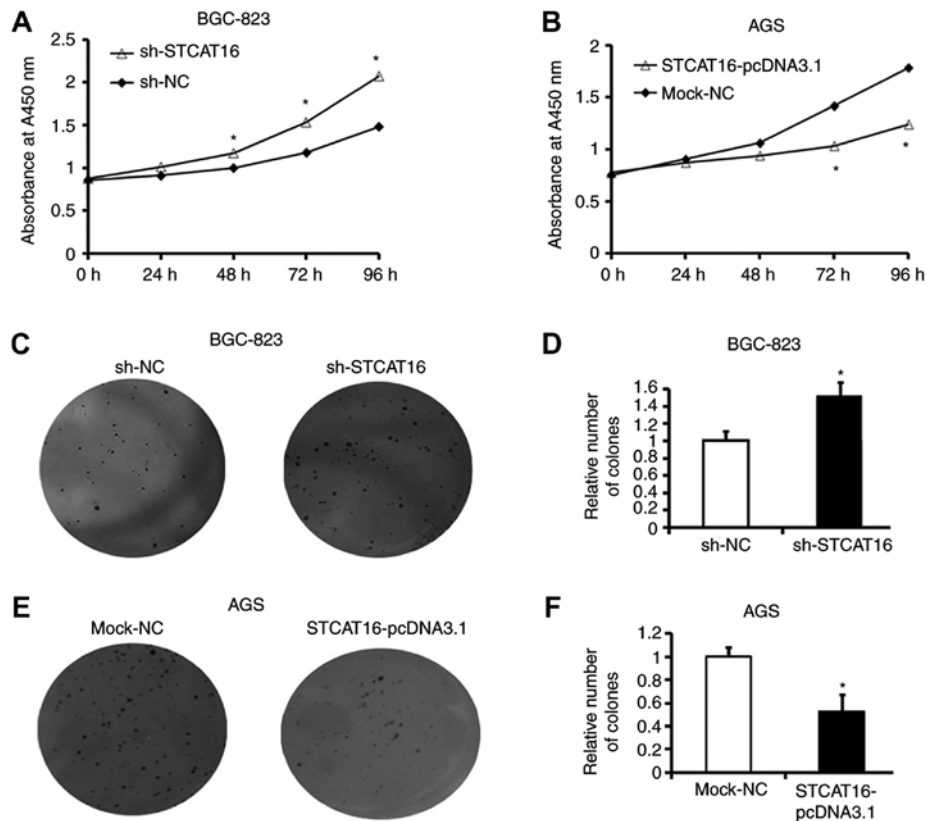 A
BGC-823
Absorbance at A450 nm
2.5
2
1.5
1
0.5
0
sh-STCAT16
sh-NC
*
*
*
0 h 24 h 48 h 72 h 96 h
B
AGS
Absorbance at A450 nm
2
1.5
1
0.5
0
STCAT16-pcDNA3.1
Mock-NC
*
*
0 h 24 h 48 h 72 h 96 h
C
BGC-823
sh-NC sh-STCAT16
D
BGC-823
Relative number
of colones
1.6
1.4
1.2
1
0.8
0.6
0.4
0.2
0
*
sh-NC sh-STCAT16
E
AGS
Mock-NC STCAT16-pcDNA3.1
F
AGS
Relative number
of colones
1.2
1
0.8
0.6
0.4
0.2
0
*
Mock-NC STCAT16-
pcDNA3.1